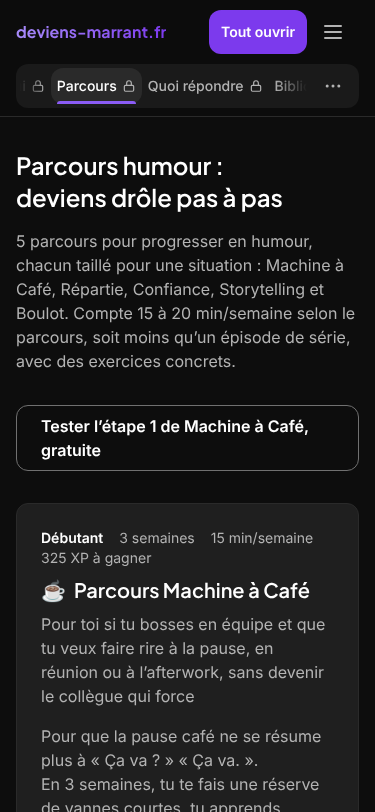 deviens-marrant.fr
Tout ouvrir
Parcours
Quoi répondre
Bibli
Parcours humour :
deviens drôle pas à pas
5 parcours pour progresser en humour,
chacun taillé pour une situation : Machine à
Café, Répartie, Confiance, Storytelling et
Boulot. Compte 15 à 20 min/semaine selon le
parcours, soit moins qu’un épisode de série,
avec des exercices concrets.
Tester l’étape 1 de Machine à Café,
gratuite
Débutant 3 semaines 15 min/semaine
325 XP à gagner
Parcours Machine à Café
Pour toi si tu bosses en équipe et que
tu veux faire rire à la pause, en
réunion ou à l’afterwork, sans devenir
le collègue qui force
Pour que la pause café ne se résume
plus à « Ça va ? » « Ça va. ».
En 3 semaines, tu te fais une réserve
de vannes courtes, tu apprends